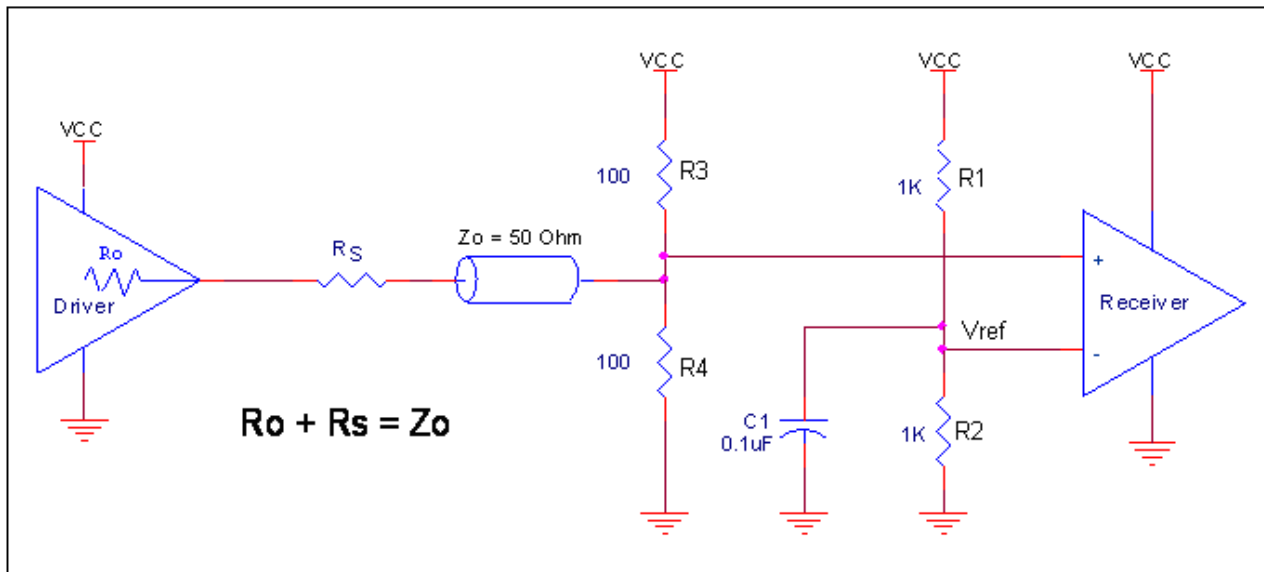 VCC
VCC
VCC
VCC
R3
100
R1
1K
Zo = 50 Ohm
Ro
RS
Driver
+
Receiver
Vref
-
R4
100
Ro + Rs = Zo
C1
0.1uF
R2
1K